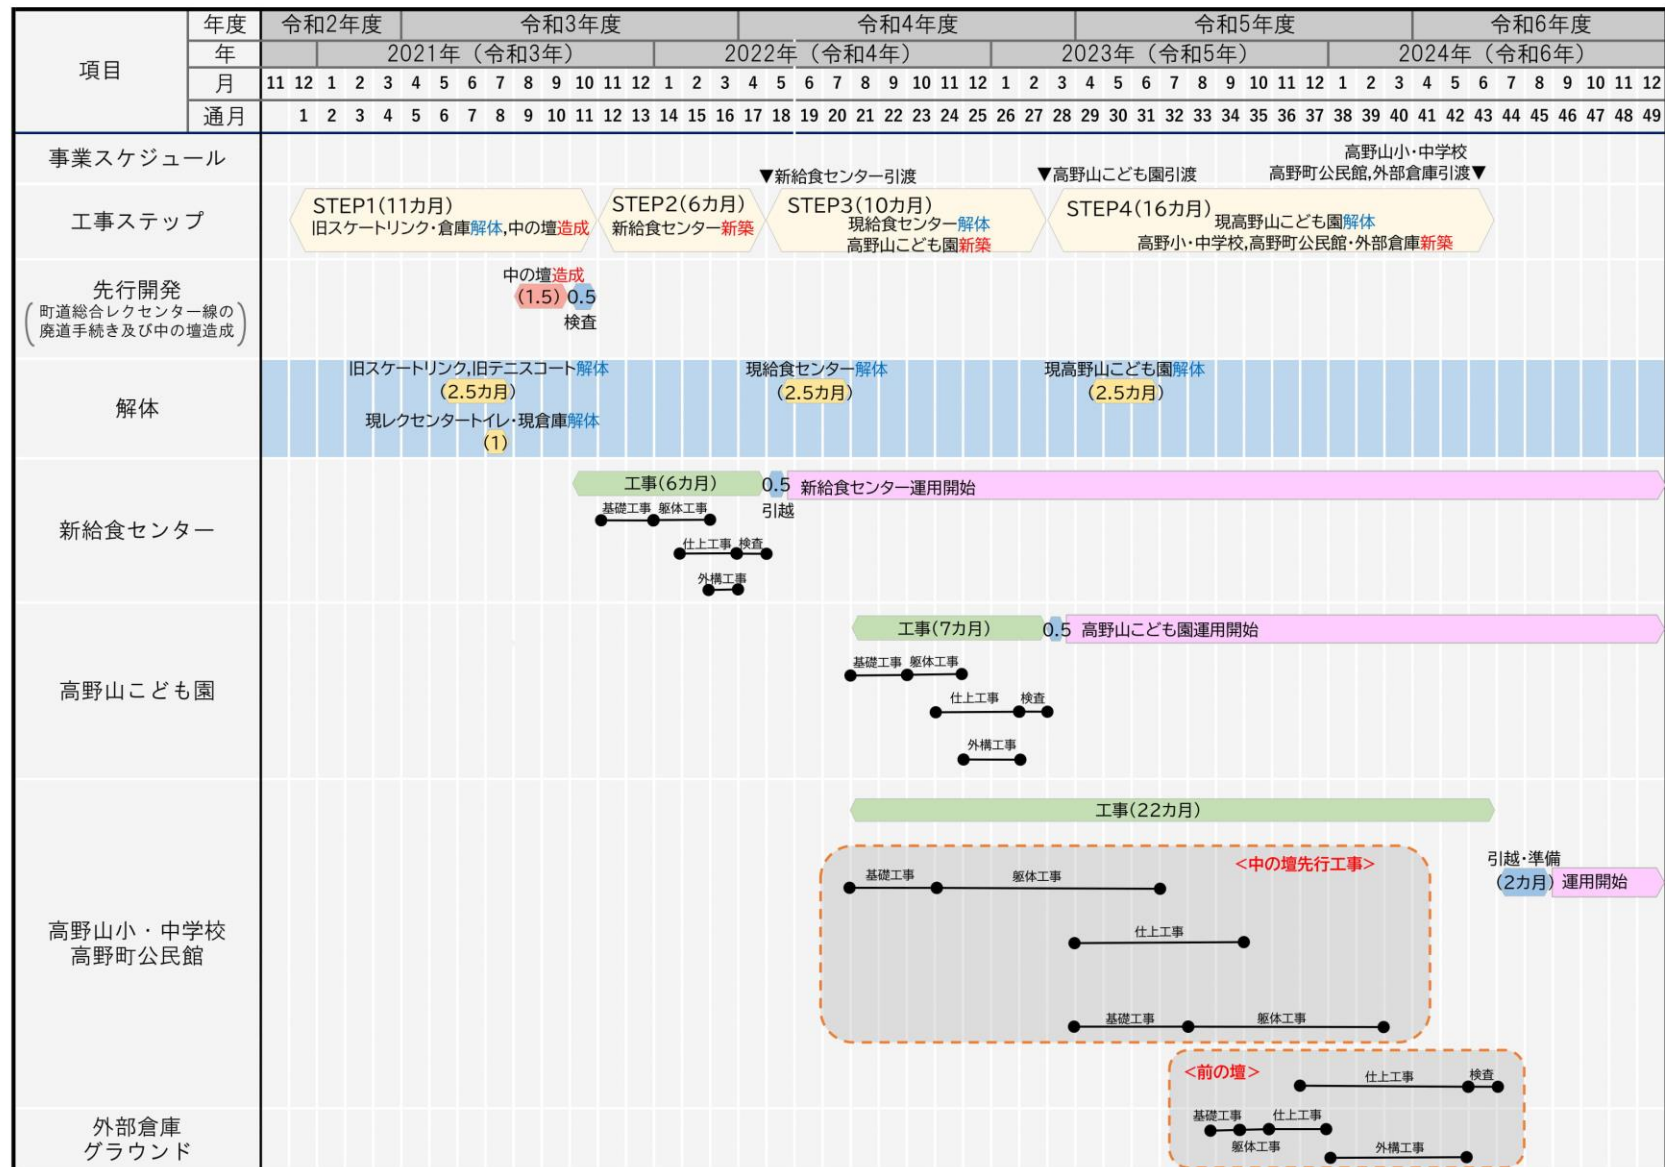 項目
年度 令和2年度 令和3年度 令和4年度 令和5年度 令和6年度
年 2021年（令和3年） 2022年（令和4年） 2023年（令和5年） 2024年（令和6年）
月 11 12 1 2 3 4 5 6 7 8 9 10 11 12 1 2 3 4 5 6 7 8 9 10 11 12 1 2 3 4 5 6 7 8 9 10 11 12 1 2 3 4 5 6 7 8 9 10 11 12
通月 1 2 3 4 5 6 7 8 9 10 11 12 13 14 15 16 17 18 19 20 21 22 23 24 25 26 27 28 29 30 31 32 33 34 35 36 37 38 39 40 41 42 43 44 45 46 47 48 49
事業スケジュール
▼新給食センター引渡
▼高野山こども園引渡
高野山小・中学校
高野町公民館,外部倉庫引渡▼
工事ステップ
STEP1(11カ月)
旧スケートリンク・倉庫解体,中の壇造成
STEP2(6カ月)
新給食センター新築
STEP3(10カ月)
現給食センター解体
高野山こども園新築
STEP4(16カ月)
現高野山こども園解体
高野小・中学校,高野町公民館・外部倉庫新築
先行開発
(町道総合レクセンター線の
廃道手続き及び中の壇造成)
中の壇造成
(1.5) 0.5
検査
解体
旧スケートリンク,旧テニスコート解体
(2.5カ月)
現レクセンタートイレ・現倉庫解体
(1)
現給食センター解体
(2.5カ月)
現高野山こども園解体
(2.5カ月)
新給食センター
工事(6カ月) 0.5 新給食センター運用開始
引越
基礎工事 躯体工事
仕上工事 検査
外構工事
高野山こども園
工事(7カ月) 0.5 高野山こども園運用開始
基礎工事 躯体工事
仕上工事 検査
外構工事
高野山小・中学校
高野町公民館
工事(22カ月)
<中の壇先行工事>
引越・準備
(2カ月) 運用開始
基礎工事 躯体工事
仕上工事
基礎工事 躯体工事
<前の壇>
仕上工事 検査
外部倉庫
グラウンド
基礎工事 仕上工事
躯体工事 外構工事